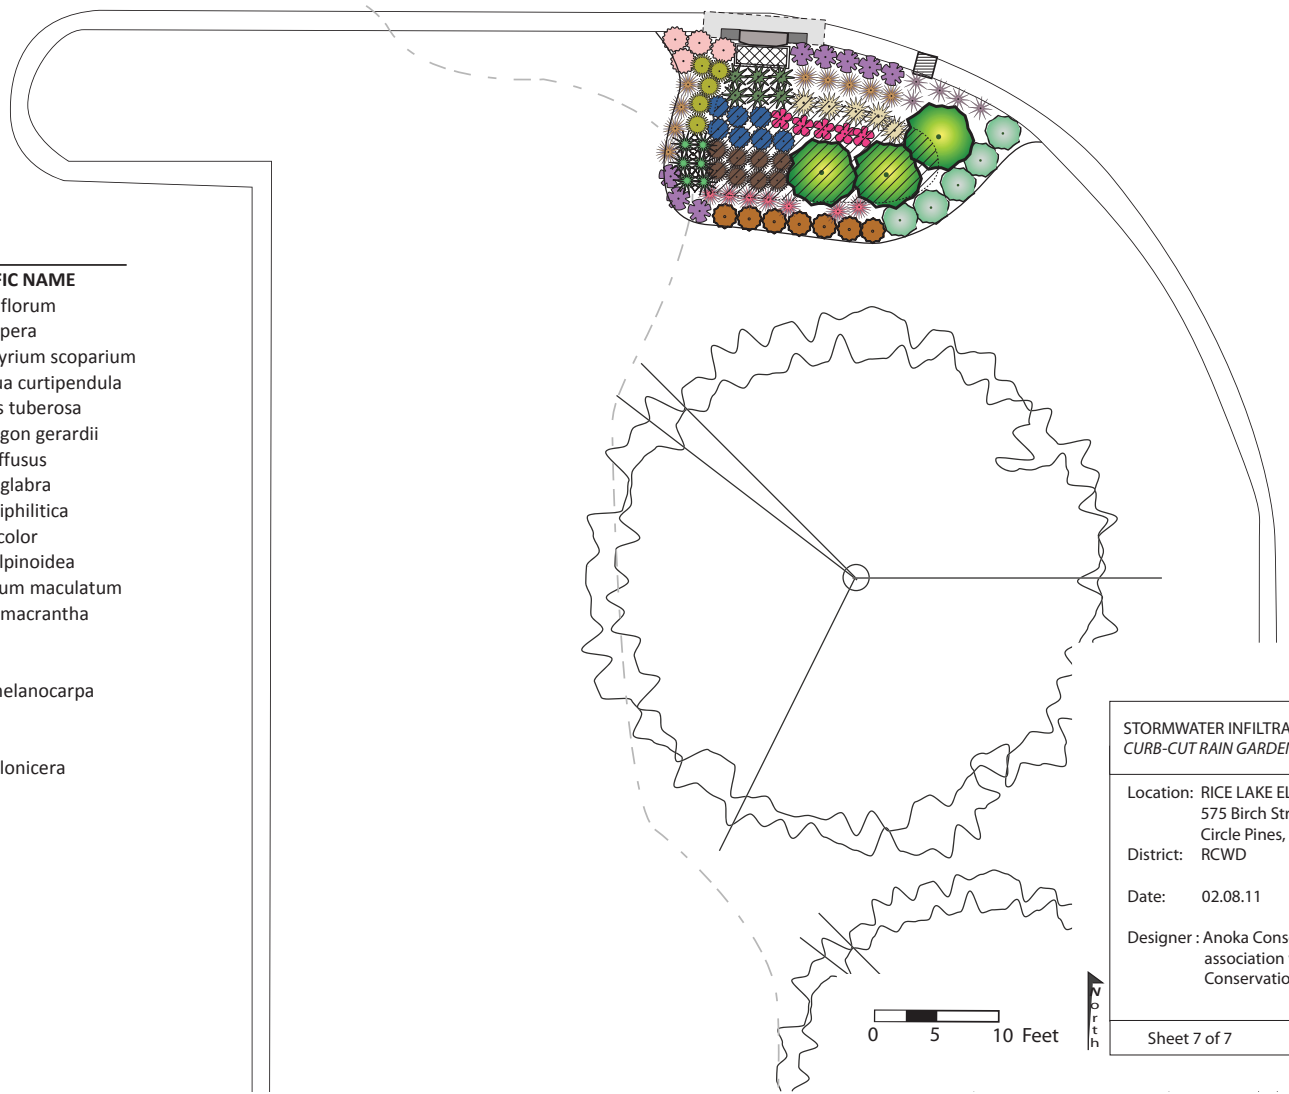 FIC NAME
florum
pera
yrium scoparium
ua curtipendula
s tuberosa
gon gerardii
ffusus
glabra
iphilitica
color
lpinoidea
um maculatum
macrantha
nelanocarpa
lonicera
STORMWATER INFILTRA
CURB-CUT RAIN GARDEN
Location: RICE LAKE EL
575 Birch Str
Circle Pines,
District: RCWD
Date: 02.08.11
Designer : Anoka Conse
association
Conservatio
Sheet 7 of 7
0 5 10 Feet
North